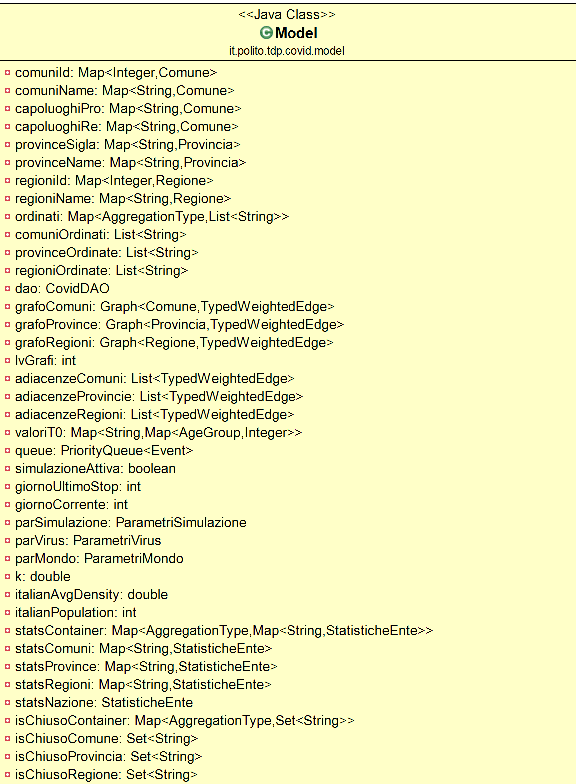 <<Java Class>>
Model
it.polito.tdp.covid.model
comuniId: Map<Integer,Comune>
comuniName: Map<String,Comune>
capoluoghiPro: Map<String,Comune>
capoluoghiRe: Map<String,Comune>
provinceSigla: Map<String,Provincia>
provinceName: Map<String,Provincia>
regioniId: Map<Integer,Regione>
regioniName: Map<String,Regione>
ordinati: Map<AggregationType,List<String>>
comuniOrdinati: List<String>
provinceOrdinate: List<String>
regioniOrdinate: List<String>
dao: CovidDAO
grafoComuni: Graph<Comune,TypedWeightedEdge>
grafoProvince: Graph<Provincia,TypedWeightedEdge>
grafoRegioni: Graph<Regione,TypedWeightedEdge>
lvGrafi: int
adiacenzeComuni: List<TypedWeightedEdge>
adiacenzeProvincie: List<TypedWeightedEdge>
adiacenzeRegioni: List<TypedWeightedEdge>
valoriT0: Map<String,Map<AgeGroup,Integer>>
queue: PriorityQueue<Event>
simulazioneAttiva: boolean
giornoUltimoStop: int
giornoCorrente: int
parSimulazione: ParametriSimulazione
parVirus: ParametriVirus
parMondo: ParametriMondo
k: double
italianAvgDensity: double
italianPopulation: int
statsContainer: Map<AggregationType,Map<String,StatisticheEnte>>
statsComuni: Map<String,StatisticheEnte>
statsProvince: Map<String,StatisticheEnte>
statsRegioni: Map<String,StatisticheEnte>
statsNazione: StatisticheEnte
isChiusoContainer: Map<AggregationType,Set<String>>
isChiusoComune: Set<String>
isChiusoProvincia: Set<String>
isChiusoRegione: Set<String>